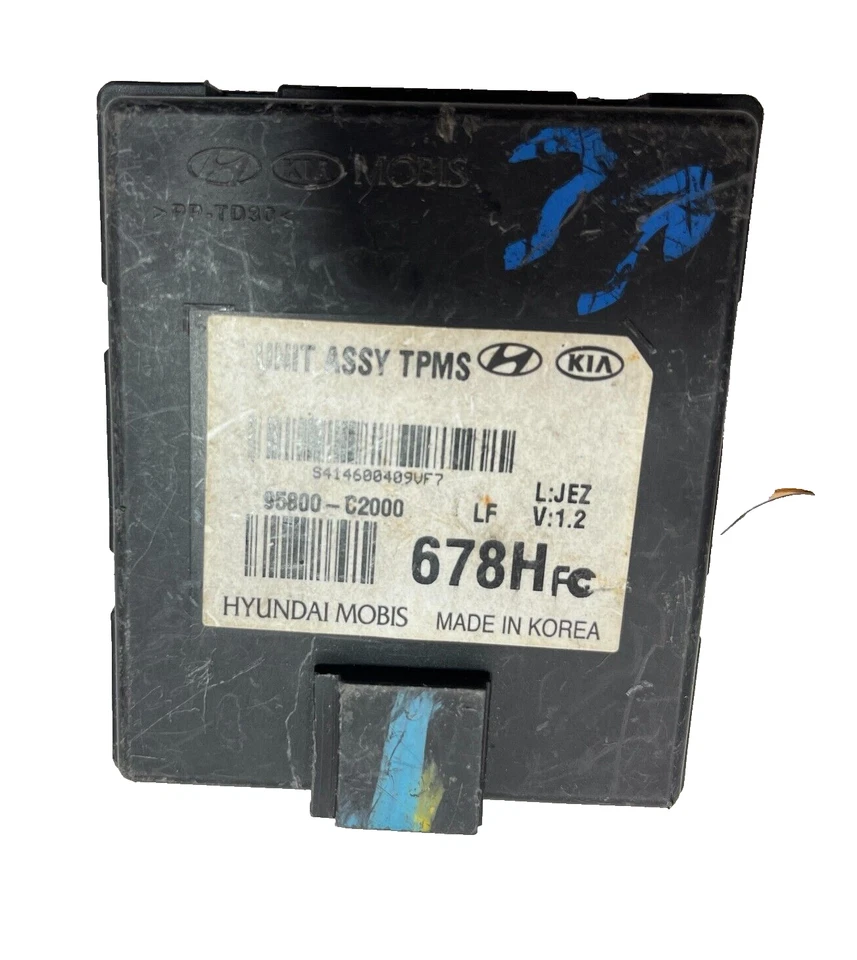 KIA MOBIS
>PP-TD30<
UNIT ASSY TPMS KIA
S414600409VF7
95800-C2000 LF L:JEZ V:1.2
678H FC
HYUNDAI MOBIS MADE IN KOREA